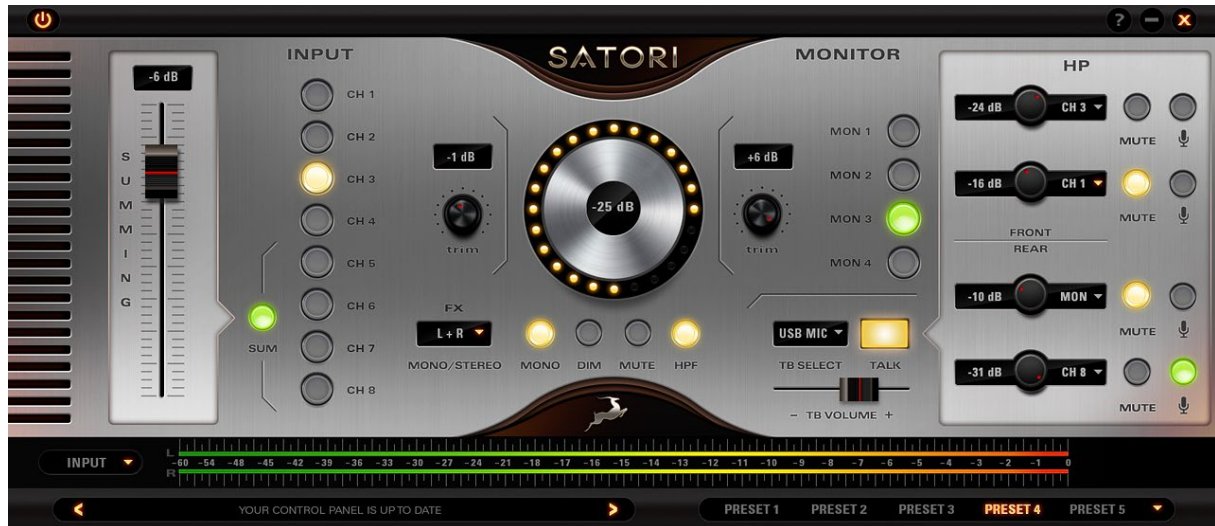 ?
SATORI
INPUT
MONITOR
HP
-6 dB
SUMMING
CH 1
CH 2
CH 3
CH 4
CH 5
CH 6
CH 7
CH 8
SUM
-1 dB
trim
-25 dB
+6 dB
trim
MON 1
MON 2
MON 3
MON 4
FX
L + R
MONO/STEREO
MONO
DIM
MUTE
HPF
USB MIC
TB SELECT
TALK
- TB VOLUME +
-24 dB CH 3
MUTE
-16 dB CH 1
MUTE
FRONT
REAR
-10 dB MON
MUTE
-31 dB CH 8
MUTE
INPUT
L
-60 -54 -48 -45 -42 -39 -36 -33 -30 -27 -24 -21 -18 -17 -16 -15 -14 -13 -12 -11 -10 -9 -8 -7 -6 -5 -4 -3 -2 -1 0
R
< YOUR CONTROL PANEL IS UP TO DATE >
PRESET 1 PRESET 2 PRESET 3 PRESET 4 PRESET 5